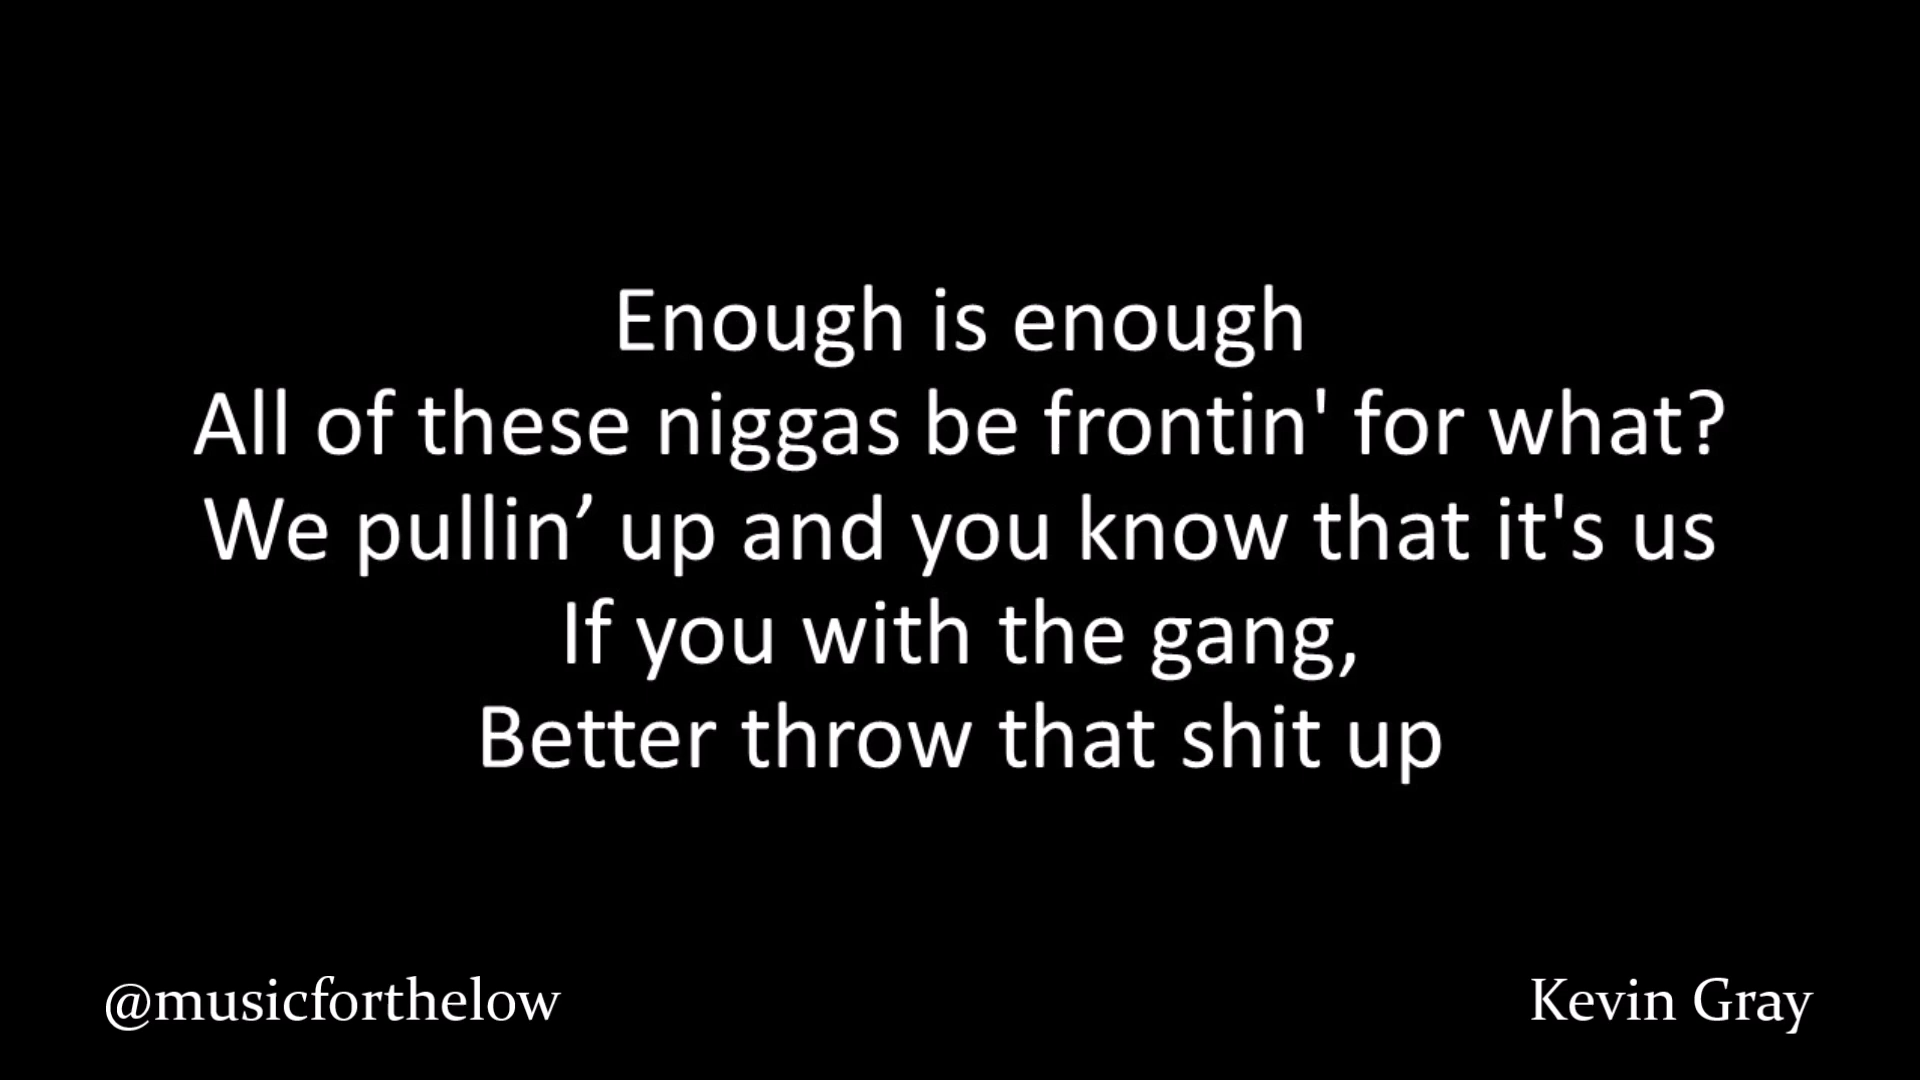 Enough is enough
All of these niggas be frontin' for what?
We pullin’ up and you know that it's us
If you with the gang,
Better throw that shit up
@musicforthelow
Kevin Gray